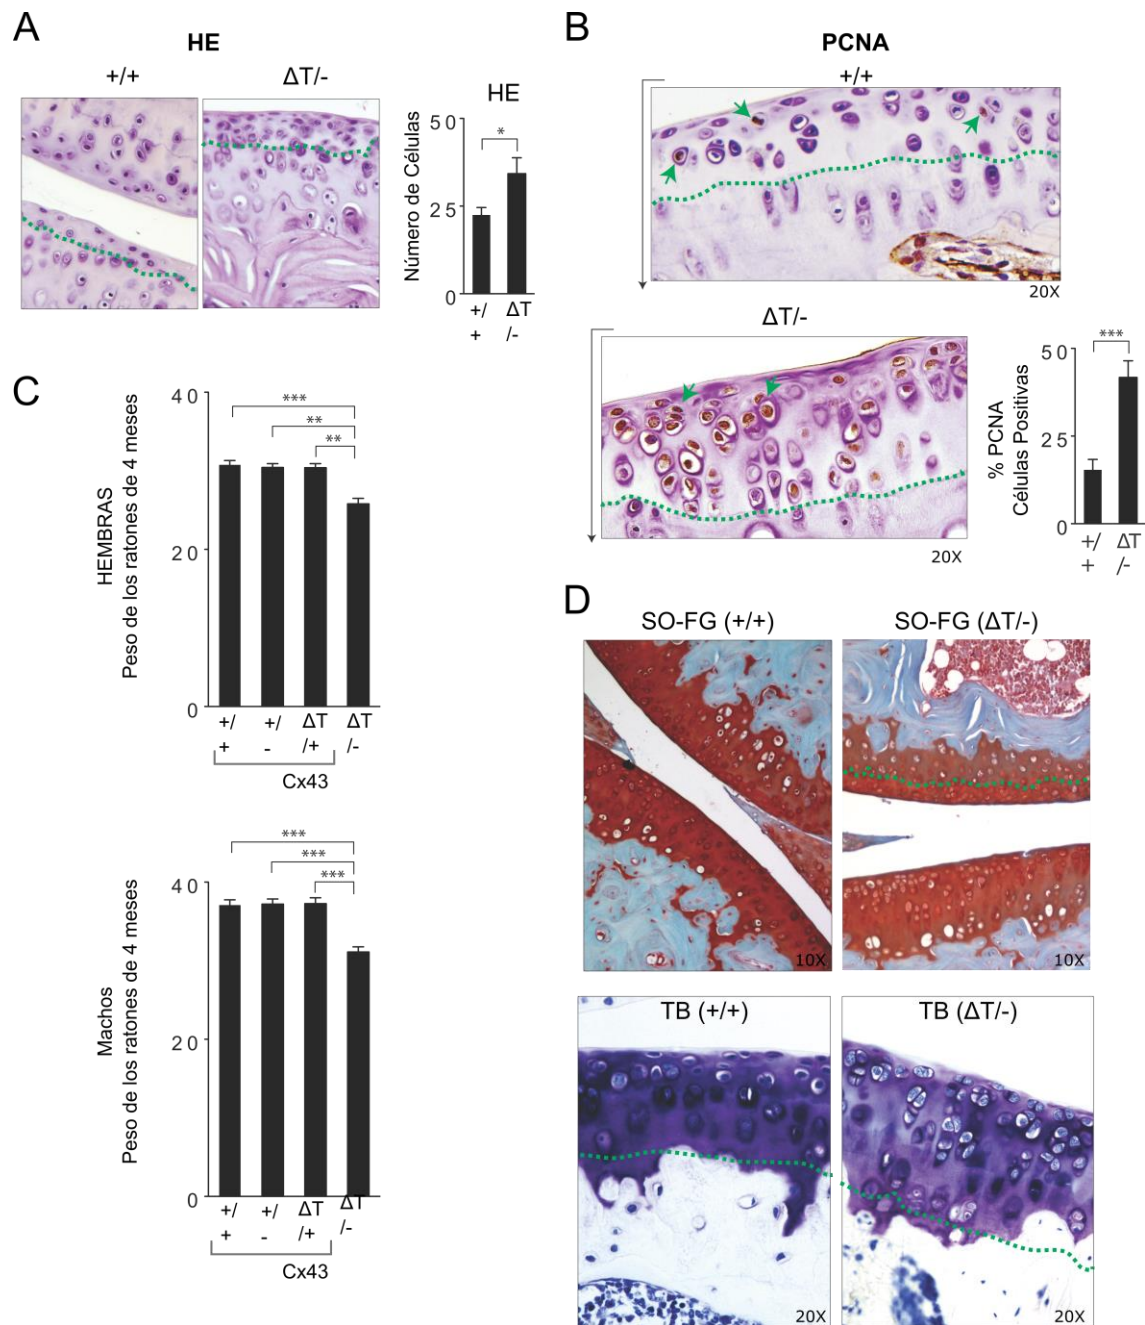 A
HE
+/+
ΔT/-
HE
Número de Células
50
25
0
*
+/
+
ΔT
/-
B
PCNA
+/+
20X
ΔT/-
20X
% PCNA
Células Positivas
50
25
0
***
+/
+
ΔT
/-
C
HEMBRAS
Peso de los ratones de 4 meses
40
20
0
***
**
**
+/
+
+/
-
ΔT
/+
ΔT
/-
Cx43
Machos
Peso de los ratones de 4 meses
40
20
0
***
***
***
+/
+
+/
-
ΔT
/+
ΔT
/-
Cx43
D
SO-FG (+/+)
10X
SO-FG (ΔT/-)
10X
TB (+/+)
20X
TB (ΔT/-)
20X